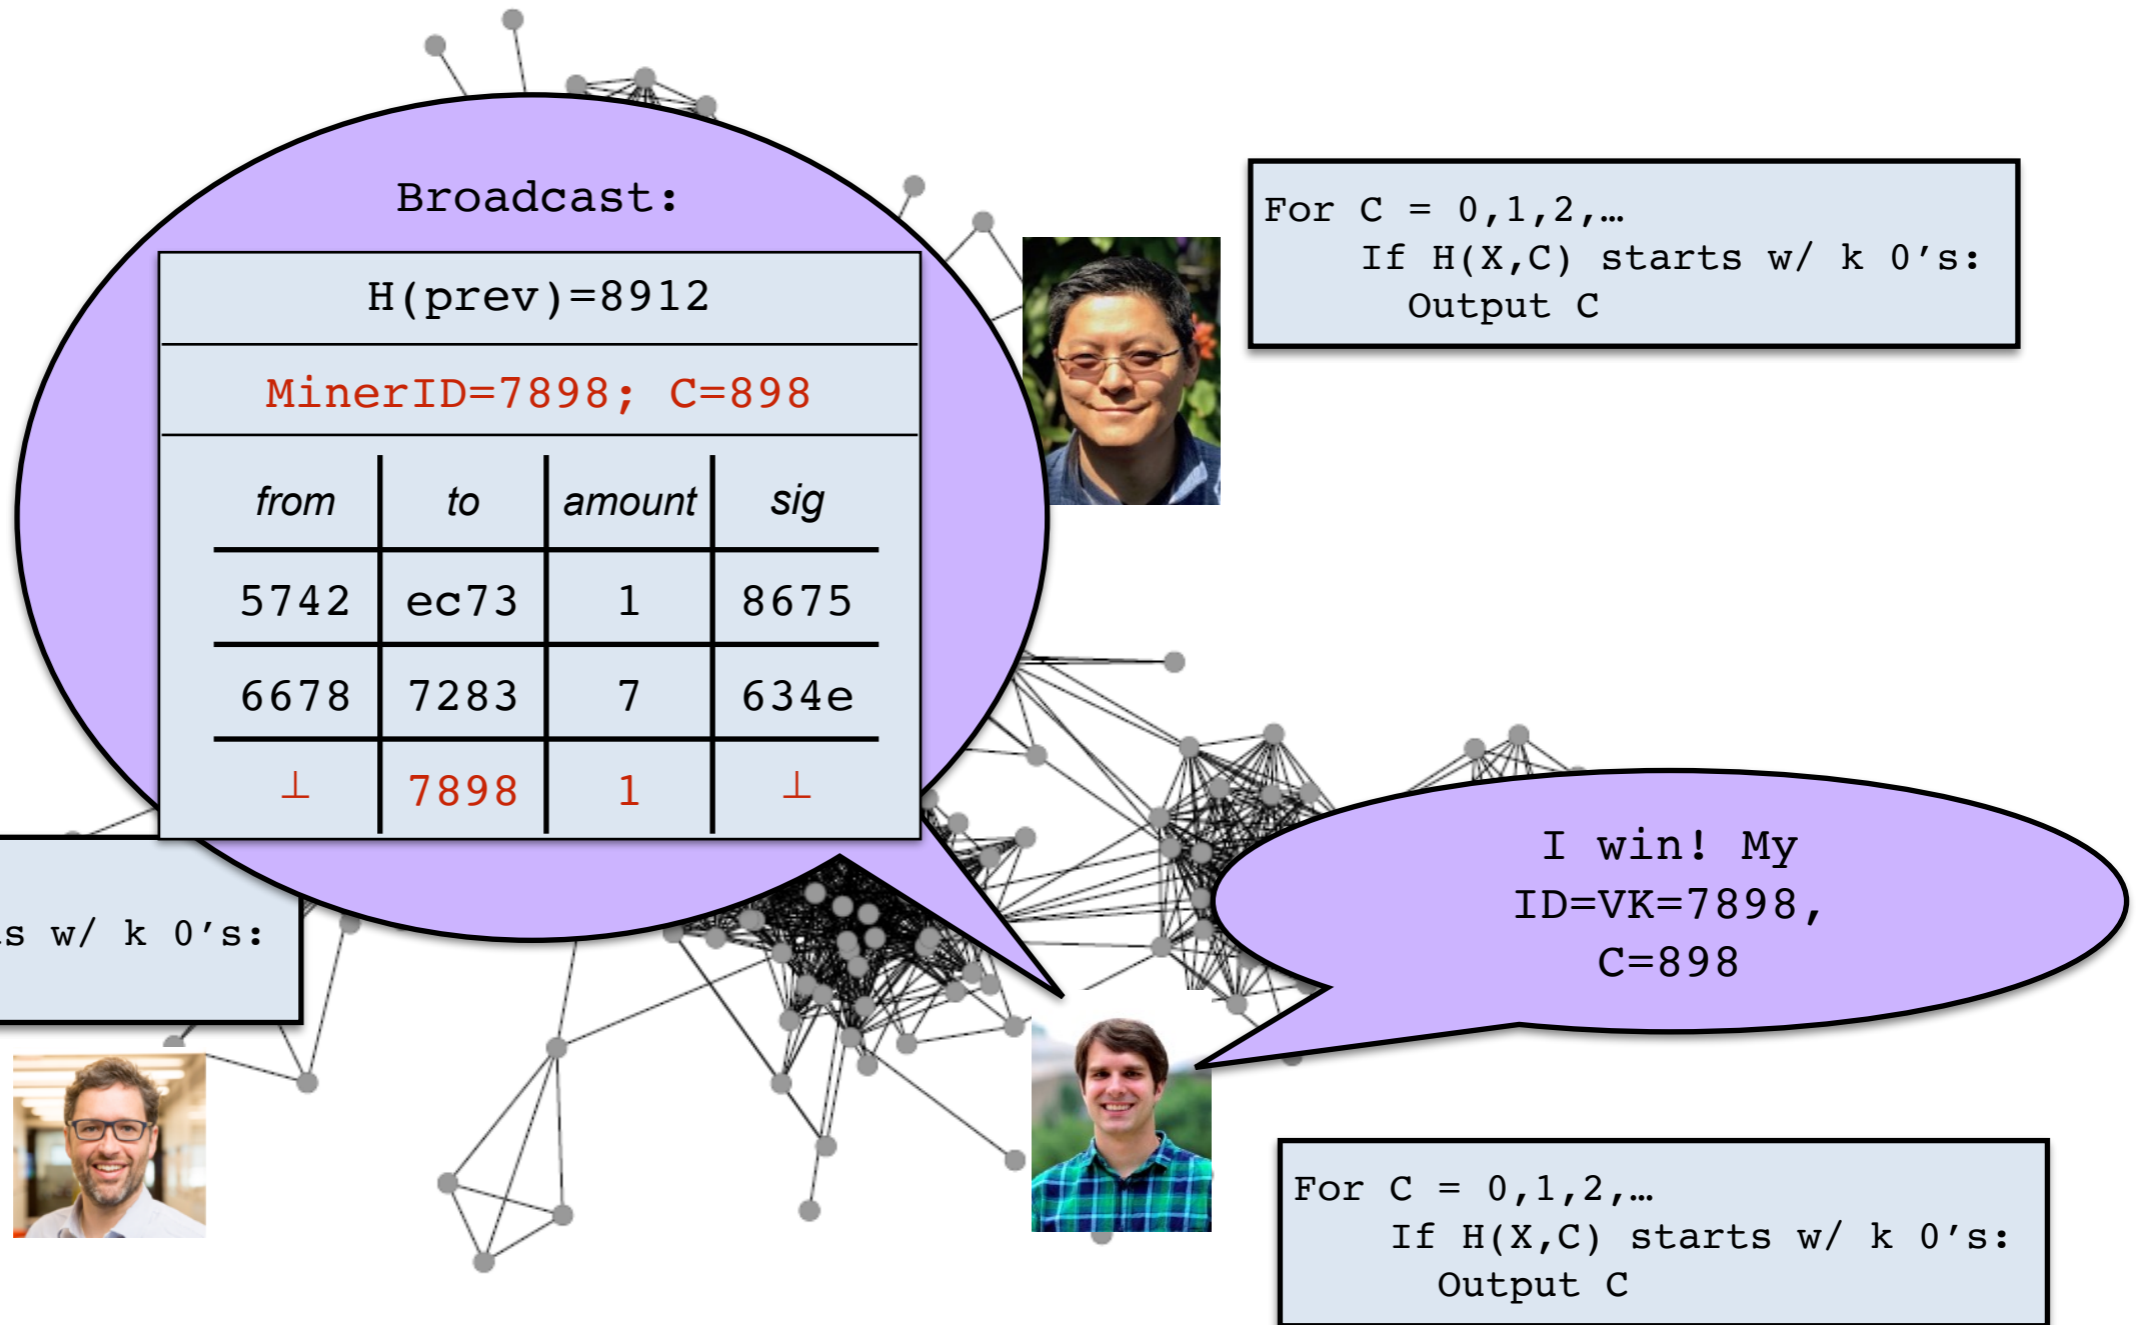 Broadcast:
H(prev)=8912
MinerID=7898; C=898
from to amount sig
5742 ec73 1 8675
6678 7283 7 634e
⊥ 7898 1 ⊥
For C = 0,1,2,…
If H(X,C) starts w/ k 0's:
Output C
w/ k 0's:
I win! My
ID=VK=7898,
C=898
For C = 0,1,2,…
If H(X,C) starts w/ k 0's:
Output C